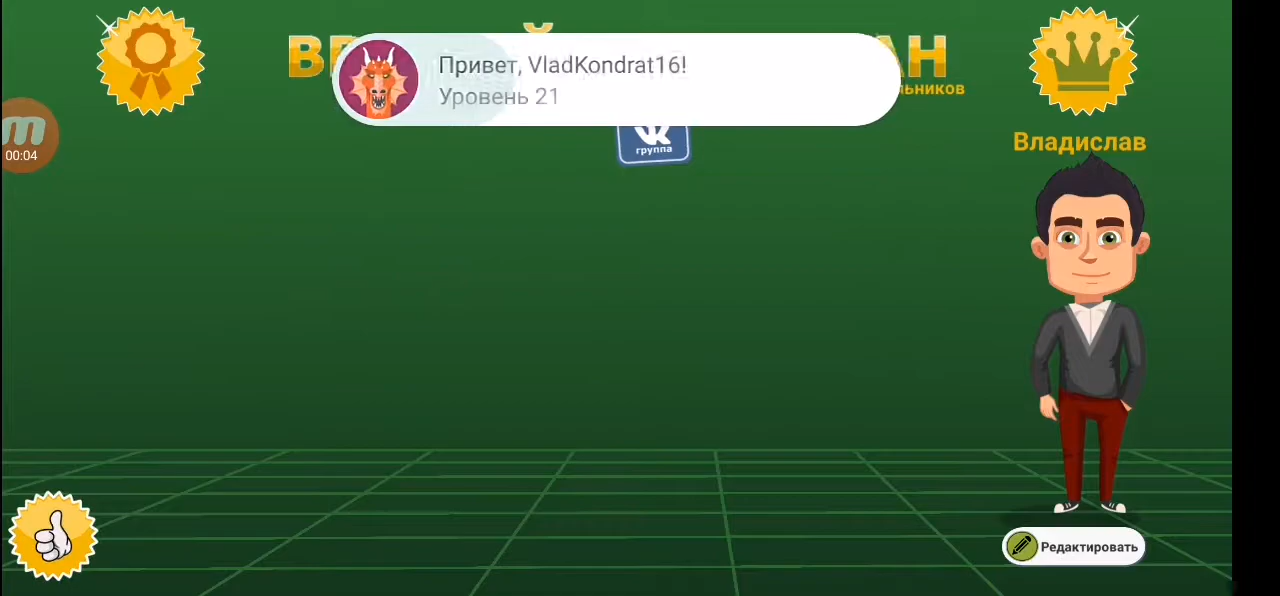 Привет, VladKondrat16!
Уровень 21
группа
00:04
Владислав
Редактировать